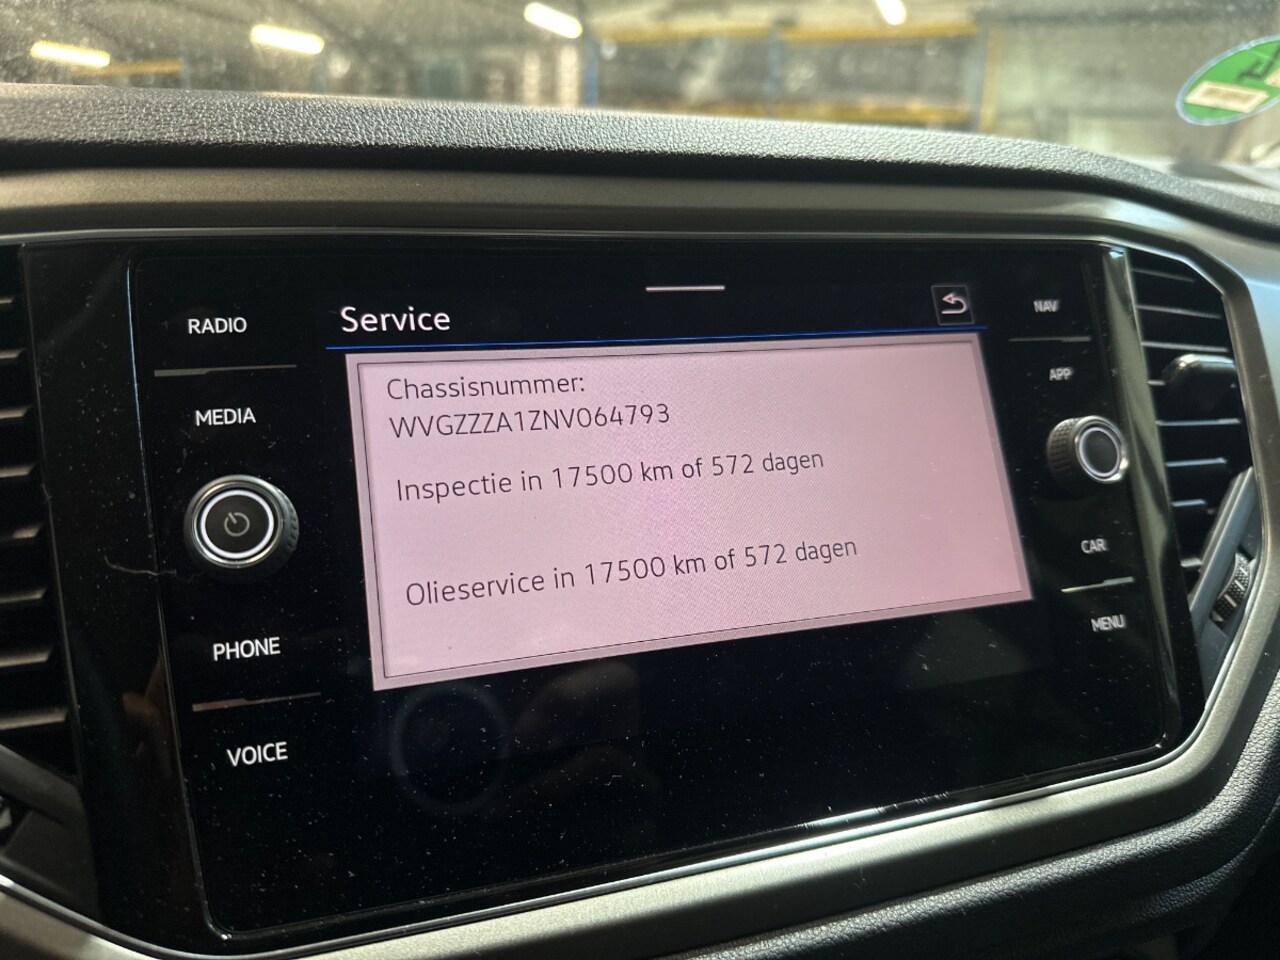 Service
RADIO
MEDIA
PHONE
VOICE
Chassisnummer:
WVGZZZA1ZNV064793
Inspectie in 17500 km of 572 dagen
Olieservice in 17500 km of 572 dagen
NAV
APP
CAR
MENU